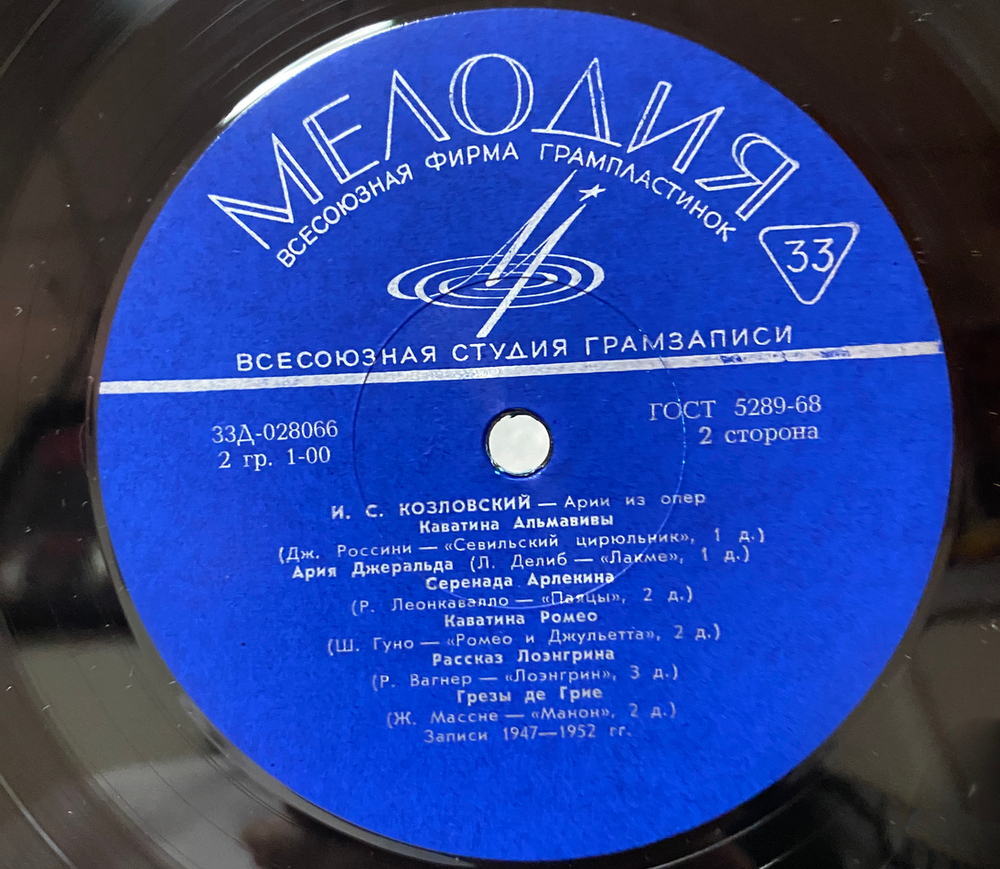 МЕЛОДИЯ
ВСЕСОЮЗНАЯ ФИРМА ГРАМПЛАСТИНОК
33
ВСЕСОЮЗНАЯ СТУДИЯ ГРАМЗАПИСИ
33Д-028066
ГОСТ 5289-68
2 гр. 1-00
2 сторона
И. С. КОЗЛОВСКИЙ — Арии из опер
Каватина Альмавивы
(Дж. Россини — «Севильский цирюльник», 1 д.)
Ария Джеральда (Л. Делиб — «Лакме», 1 д.)
Серенада Арлекина
(Р. Леонкавалло — «Паяцы», 2 д.)
Каватина Ромео
(Ш. Гуно — «Ромео и Джульетта», 2 д.)
Рассказ Лоэнгрина
(Р. Вагнер — «Лоэнгрин», 3 д.)
Грезы де Грие
(Ж. Массне — «Манон», 2 д.)
Записи 1947—1952 гг.